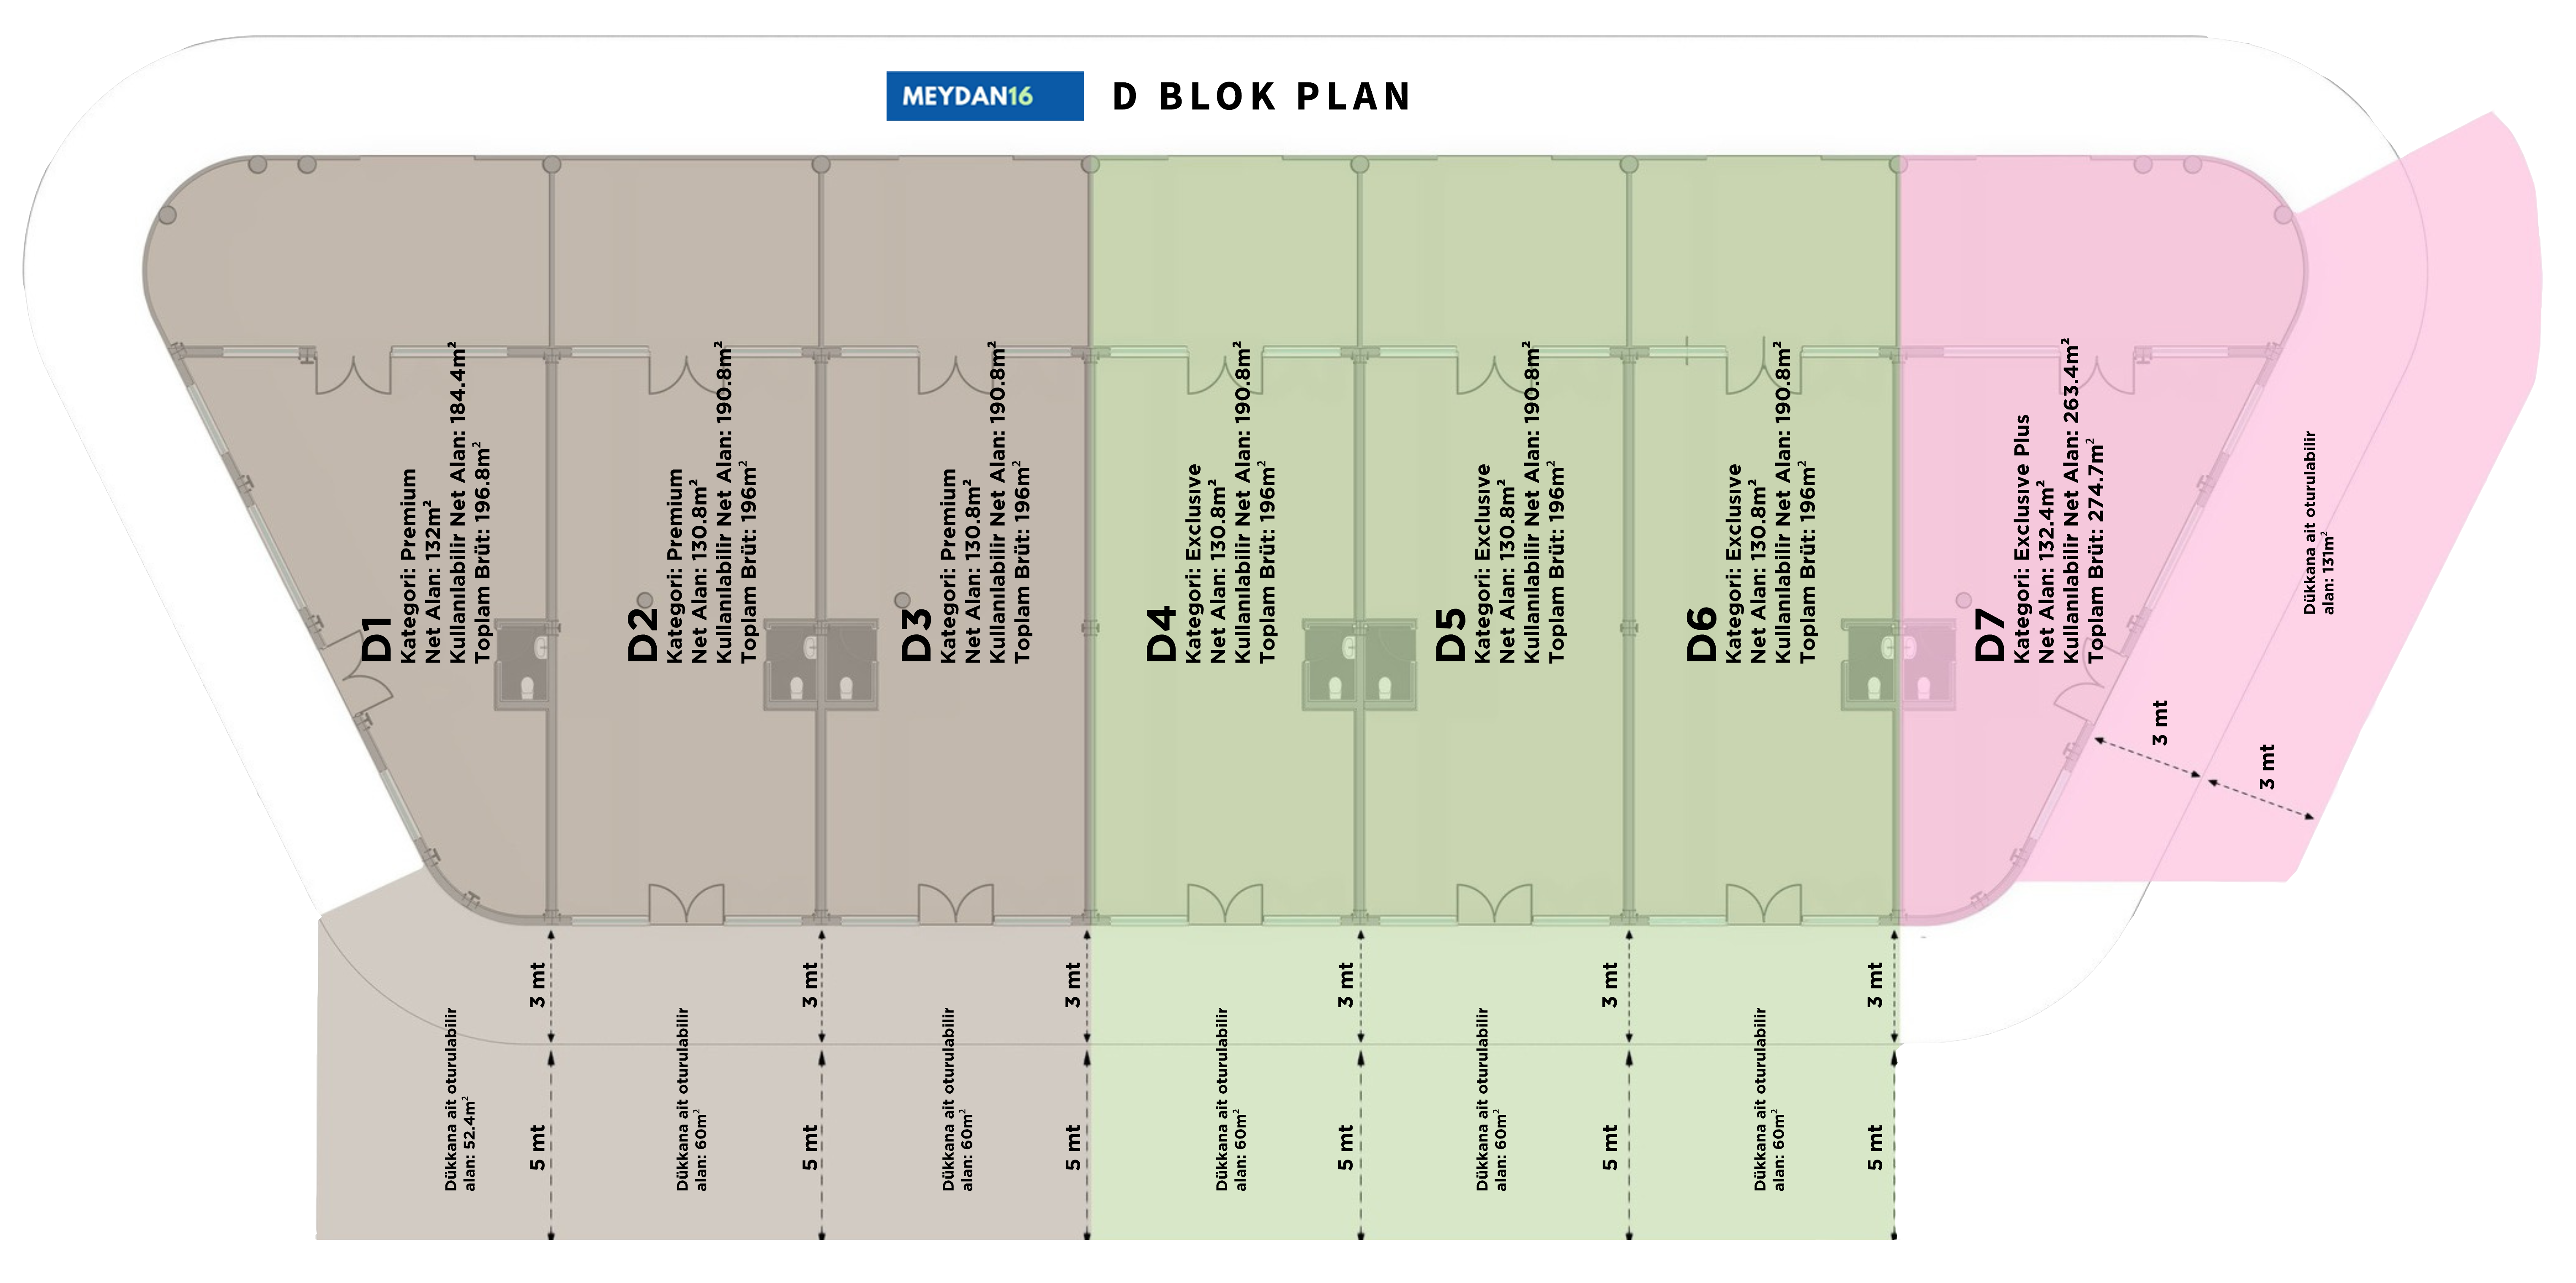 MEYDAN16
D BLOK PLAN
D1
Kategori: Premium
Net Alan: 132m²
Kullanılabilir Net Alan: 184.4m²
Toplam Brüt: 196.8m²
D2
Kategori: Premium
Net Alan: 130.8m²
Kullanılabilir Net Alan: 190.8m²
Toplam Brüt: 196m²
D3
Kategori: Premium
Net Alan: 130.8m²
Kullanılabilir Net Alan: 190.8m²
Toplam Brüt: 196m²
D4
Kategori: Exclusıve
Net Alan: 130.8m²
Kullanılabilir Net Alan: 190.8m²
Toplam Brüt: 196m²
D5
Kategori: Exclusıve
Net Alan: 130.8m²
Kullanılabilir Net Alan: 190.8m²
Toplam Brüt: 196m²
D6
Kategori: Exclusıve
Net Alan: 130.8m²
Kullanılabilir Net Alan: 190.8m²
Toplam Brüt: 196m²
D7
Kategori: Exclusıve Plus
Net Alan: 132.4m²
Kullanılabilir Net Alan: 263.4m²
Toplam Brüt: 274.7m²
Dükkana ait oturulabilir
alan: 131m²
3 mt
3 mt
3 mt
3 mt
3 mt
3 mt
3 mt
3 mt
Dükkana ait oturulabilir
alan: 52.4m²
5 mt
Dükkana ait oturulabilir
alan: 60m²
5 mt
Dükkana ait oturulabilir
alan: 60m²
5 mt
Dükkana ait oturulabilir
alan: 60m²
5 mt
Dükkana ait oturulabilir
alan: 60m²
5 mt
Dükkana ait oturulabilir
alan: 60m²
5 mt